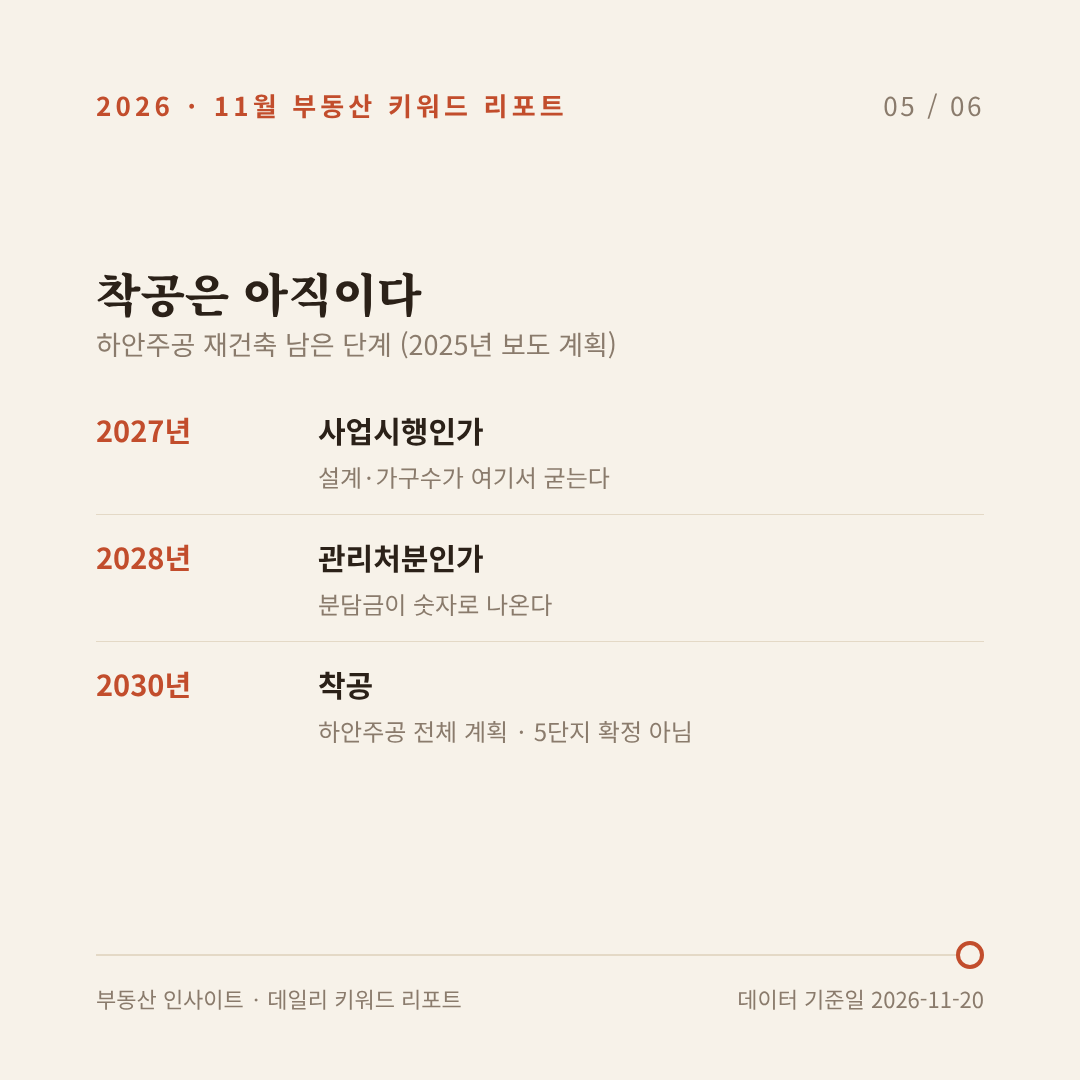 2026 · 11월 부동산 키워드 리포트
05 / 06
착공은 아직이다
하안주공 재건축 남은 단계 (2025년 보도 계획)
2027년
사업시행인가
설계·가구수가 여기서 굳는다
2028년
관리처분인가
분담금이 숫자로 나온다
2030년
착공
하안주공 전체 계획 · 5단지 확정 아님
부동산 인사이트 · 데일리 키워드 리포트
데이터 기준일 2026-11-20